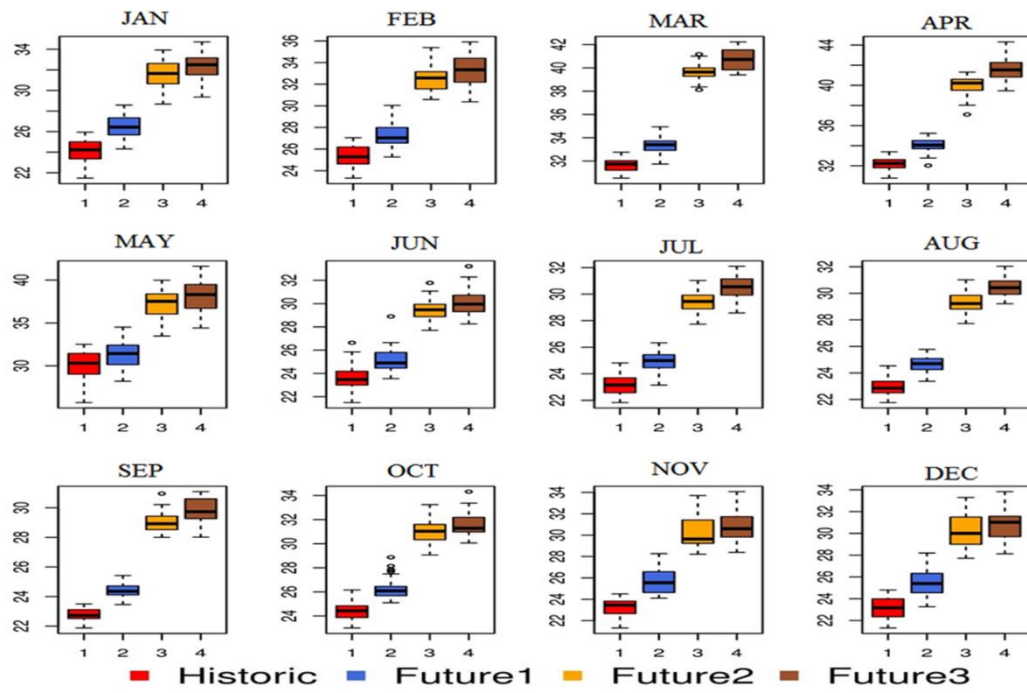 JAN FEB MAR APR
22 26 30 34 24 26 28 30 32 34 36 32 34 36 38 40 42 32 36 40 44
1 2 3 4 1 2 3 4 1 2 3 4 1 2 3 4
MAY JUN JUL AUG
30 35 40 22 24 26 28 30 32 22 24 26 28 30 32 22 24 26 28 30 32
1 2 3 4 1 2 3 4 1 2 3 4 1 2 3 4
SEP OCT NOV DEC
22 24 26 28 30 24 26 28 30 32 34 22 24 26 28 30 32 34 22 24 26 28 30 32 34
1 2 3 4 1 2 3 4 1 2 3 4 1 2 3 4
Historic Future1 Future2 Future3